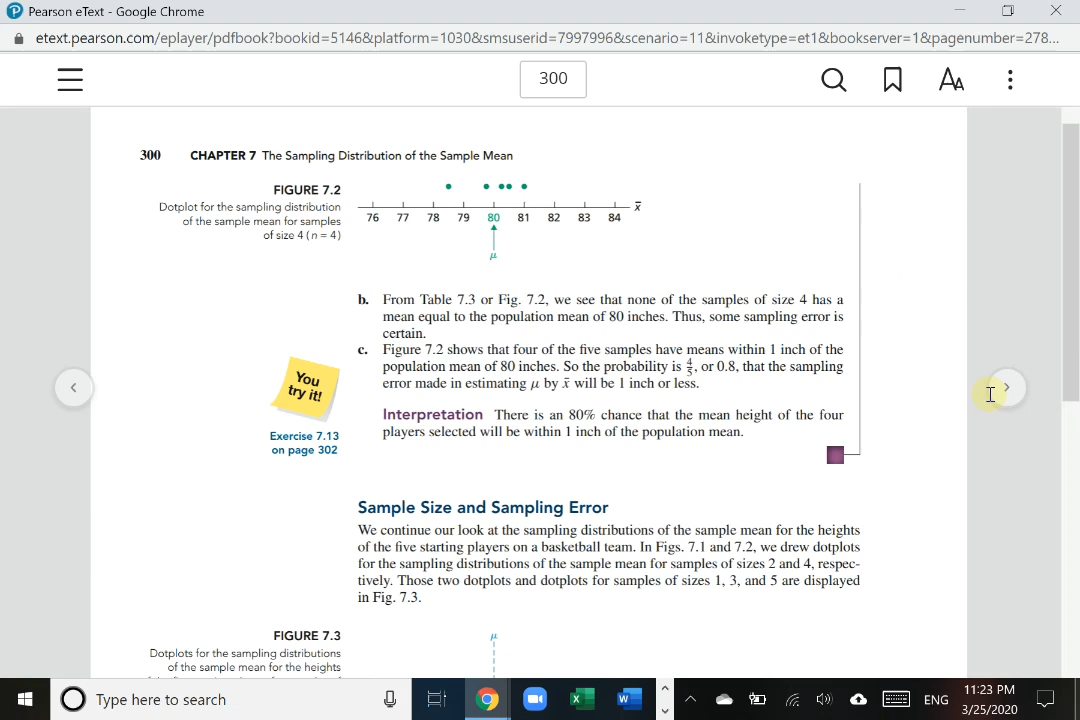 Pearson eText - Google Chrome
etext.pearson.com/eplayer/pdfbook?bookid=5146&platform=1030&smsuserid=7997996&scenario=11&invoketype=et1&bookserver=1&pagenumber=278...
300
300 CHAPTER 7 The Sampling Distribution of the Sample Mean
FIGURE 7.2
Dotplot for the sampling distribution
of the sample mean for samples
of size 4 (n = 4)
76 77 78 79 80 81 82 83 84 x̄
μ
b. From Table 7.3 or Fig. 7.2, we see that none of the samples of size 4 has a
mean equal to the population mean of 80 inches. Thus, some sampling error is
certain.
c. Figure 7.2 shows that four of the five samples have means within 1 inch of the
population mean of 80 inches. So the probability is 4/5, or 0.8, that the sampling
error made in estimating μ by x̄ will be 1 inch or less.
You
try it!
Exercise 7.13
on page 302
Interpretation There is an 80% chance that the mean height of the four
players selected will be within 1 inch of the population mean.
Sample Size and Sampling Error
We continue our look at the sampling distributions of the sample mean for the heights
of the five starting players on a basketball team. In Figs. 7.1 and 7.2, we drew dotplots
for the sampling distributions of the sample mean for samples of sizes 2 and 4, respec-
tively. Those two dotplots and dotplots for samples of sizes 1, 3, and 5 are displayed
in Fig. 7.3.
FIGURE 7.3
Dotplots for the sampling distributions
of the sample mean for the heights
μ
Type here to search
ENG
11:23 PM
3/25/2020